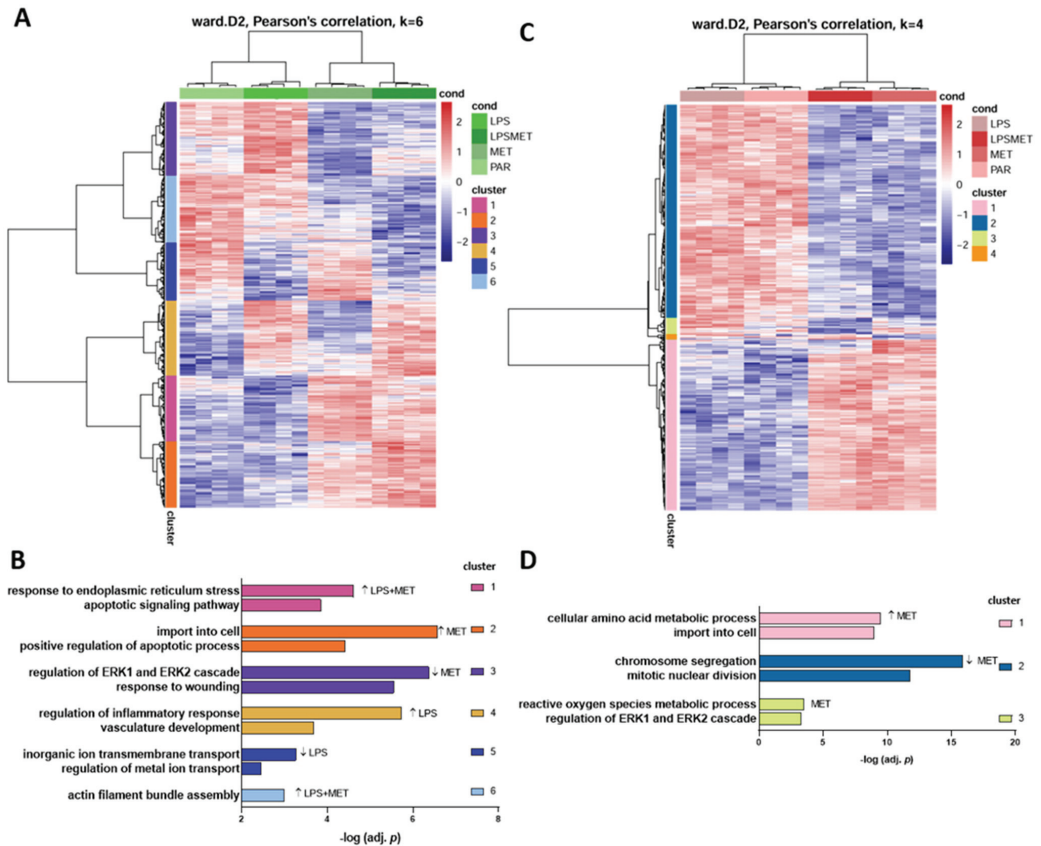 A
ward.D2, Pearson's correlation, k=6
cond
2
1
0
−1
−2
cond
LPS
LPSMET
MET
PAR
cluster
1
2
3
4
5
6
cluster
C
ward.D2, Pearson's correlation, k=4
cond
2
1
0
−1
−2
cond
LPS
LPSMET
MET
PAR
cluster
1
2
3
4
cluster
B
cluster
response to endoplasmic reticulum stress ↑ LPS+MET 1
apoptotic signaling pathway
import into cell ↑ MET 2
positive regulation of apoptotic process
regulation of ERK1 and ERK2 cascade ↓ MET 3
response to wounding
regulation of inflammatory response ↑ LPS 4
vasculature development
inorganic ion transmembrane transport ↓ LPS 5
regulation of metal ion transport
actin filament bundle assembly ↑ LPS+MET 6
2 4 6 8
-log (adj. p)
D
cluster
cellular amino acid metabolic process ↑ MET 1
import into cell
chromosome segregation ↓ MET 2
mitotic nuclear division
reactive oxygen species metabolic process MET
regulation of ERK1 and ERK2 cascade 3
0 5 10 15 20
-log (adj. p)